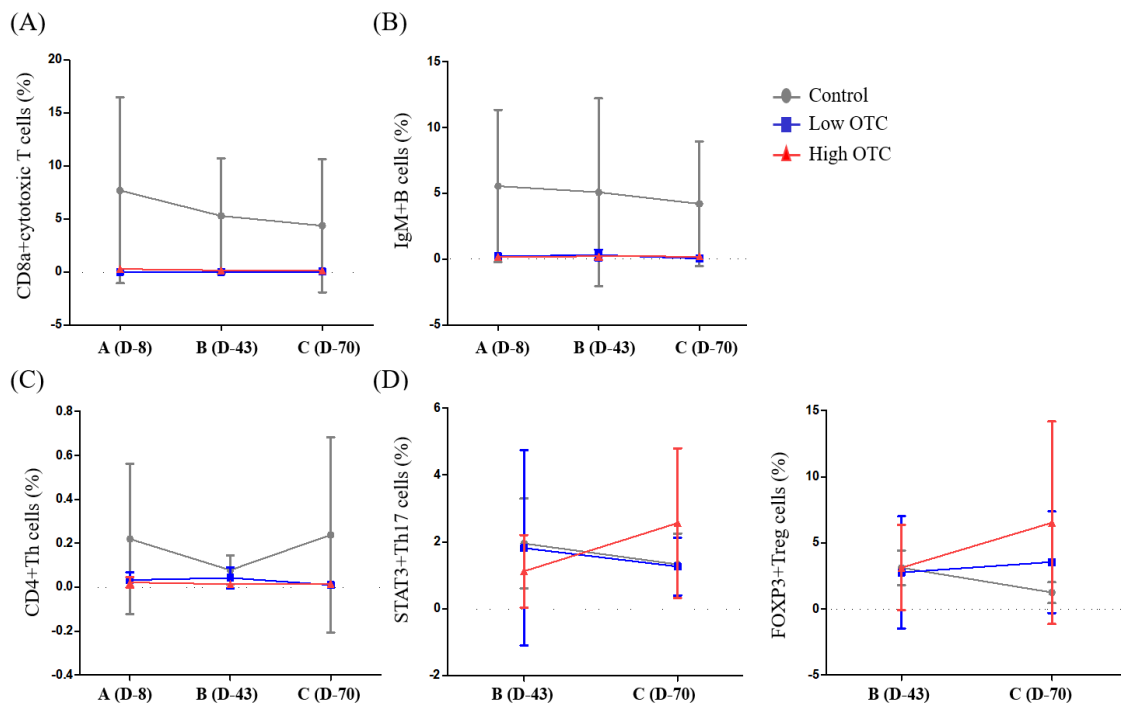 (A)
CD8a+cytotoxic T cells (%)
20
15
10
5
0
-5
A (D-8) B (D-43) C (D-70)
(B)
IgM+B cells (%)
15
10
5
0
-5
A (D-8) B (D-43) C (D-70)
Control
Low OTC
High OTC
(C)
CD4+Th cells (%)
0.8
0.6
0.4
0.2
0.0
-0.2
-0.4
A (D-8) B (D-43) C (D-70)
(D)
STAT3+Th17 cells (%)
6
4
2
0
-2
B (D-43) C (D-70)
FOXP3+Treg cells (%)
15
10
5
0
-5
B (D-43) C (D-70)